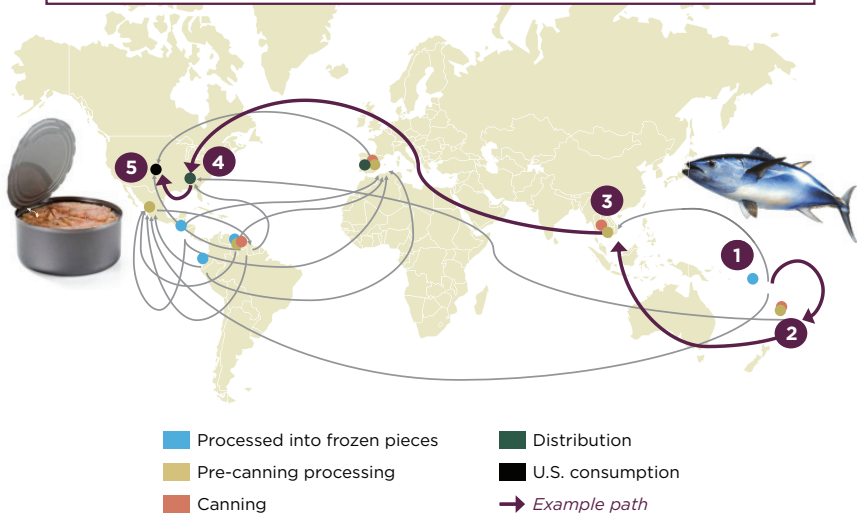 1
2
3
4
5
Processed into frozen pieces
Pre-canning processing
Canning
Distribution
U.S. consumption
Example path